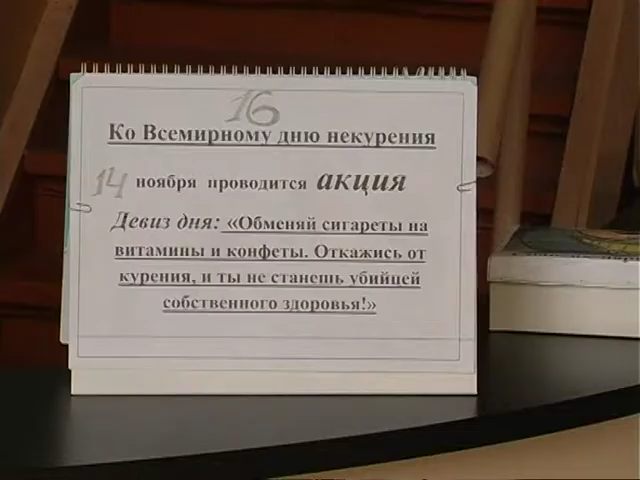 16
Ко Всемирному дню некурения
14 ноября проводится акция
Девиз дня: «Обменяй сигареты на
витамины и конфеты. Откажись от
курения, и ты не станешь убийцей
собственного здоровья!»